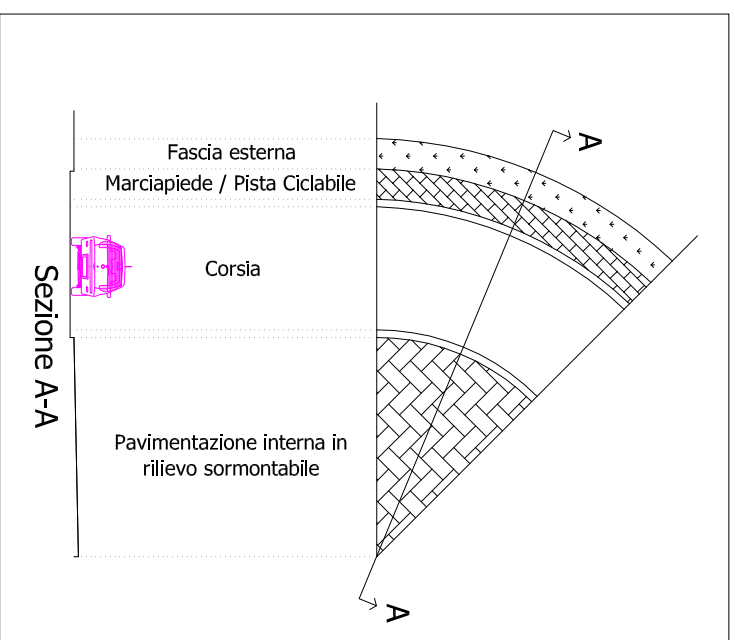 A
Fascia esterna
Marciapiede / Pista Ciclabile
Corsia
Sezione A-A
Pavimentazione interna in
rilievo sormontabile
A